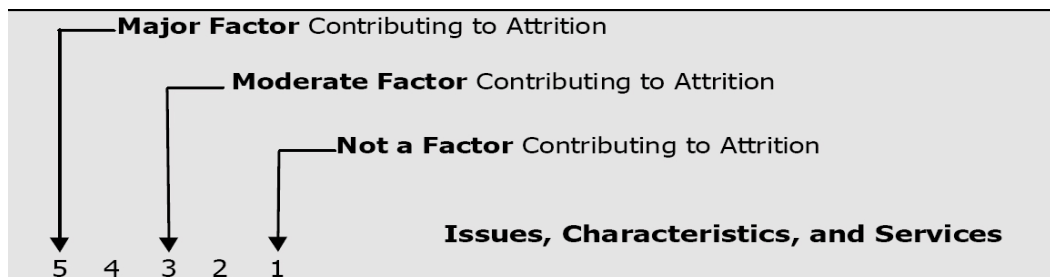 Major Factor Contributing to Attrition
Moderate Factor Contributing to Attrition
Not a Factor Contributing to Attrition
Issues, Characteristics, and Services
5 4 3 2 1